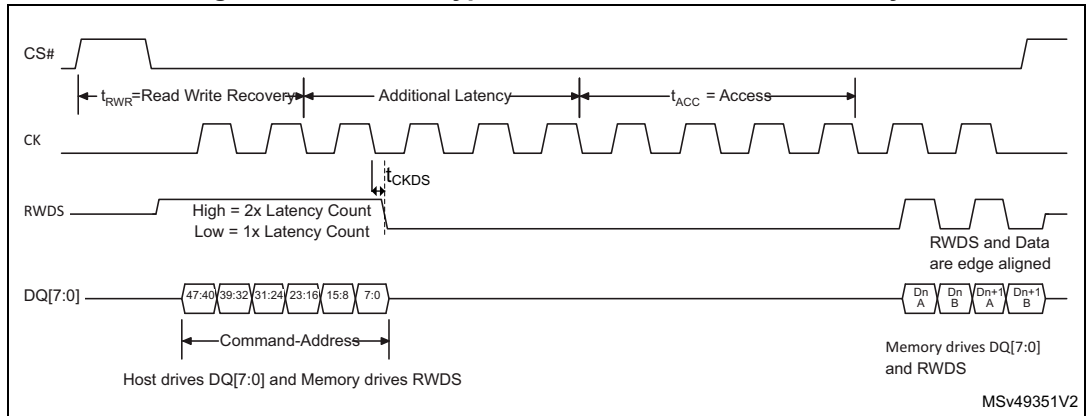 CS#
tRWR=Read Write Recovery
Additional Latency
tACC = Access
CK
tCKDS
RWDS
High = 2x Latency Count
Low = 1x Latency Count
RWDS and Data
are edge aligned
DQ[7:0]
47:40 39:32 31:24 23:16 15:8 7:0
Dn Dn Dn+1 Dn+1
A B A B
Command-Address
Memory drives DQ[7:0]
and RWDS
Host drives DQ[7:0] and Memory drives RWDS
MSv49351V2